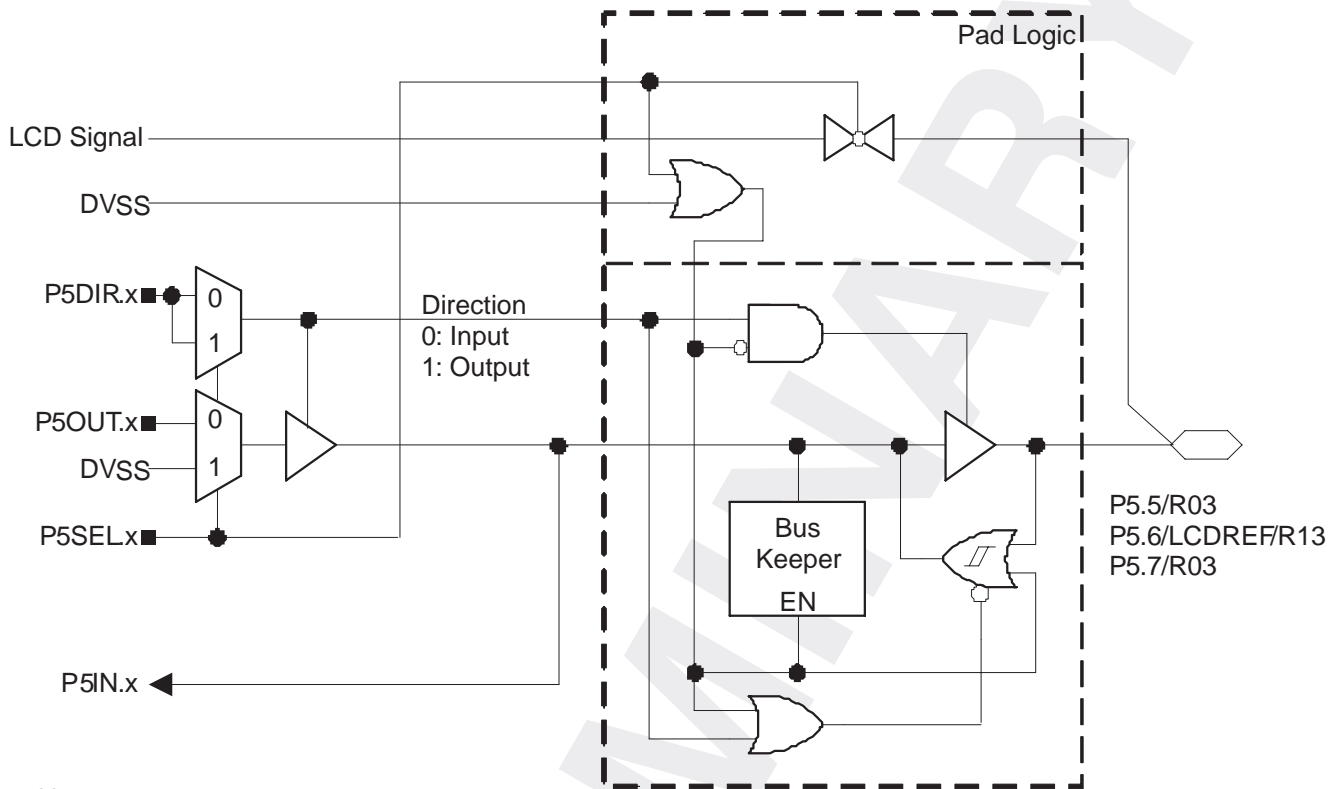 Pad Logic
LCD Signal
DVSS
P5DIR.x
0
1
Direction
0: Input
1: Output
P5OUT.x
0
DVSS
1
P5SEL.x
Bus
Keeper
EN
P5.5/R03
P5.6/LCDREF/R13
P5.7/R03
P5IN.x
MINARY